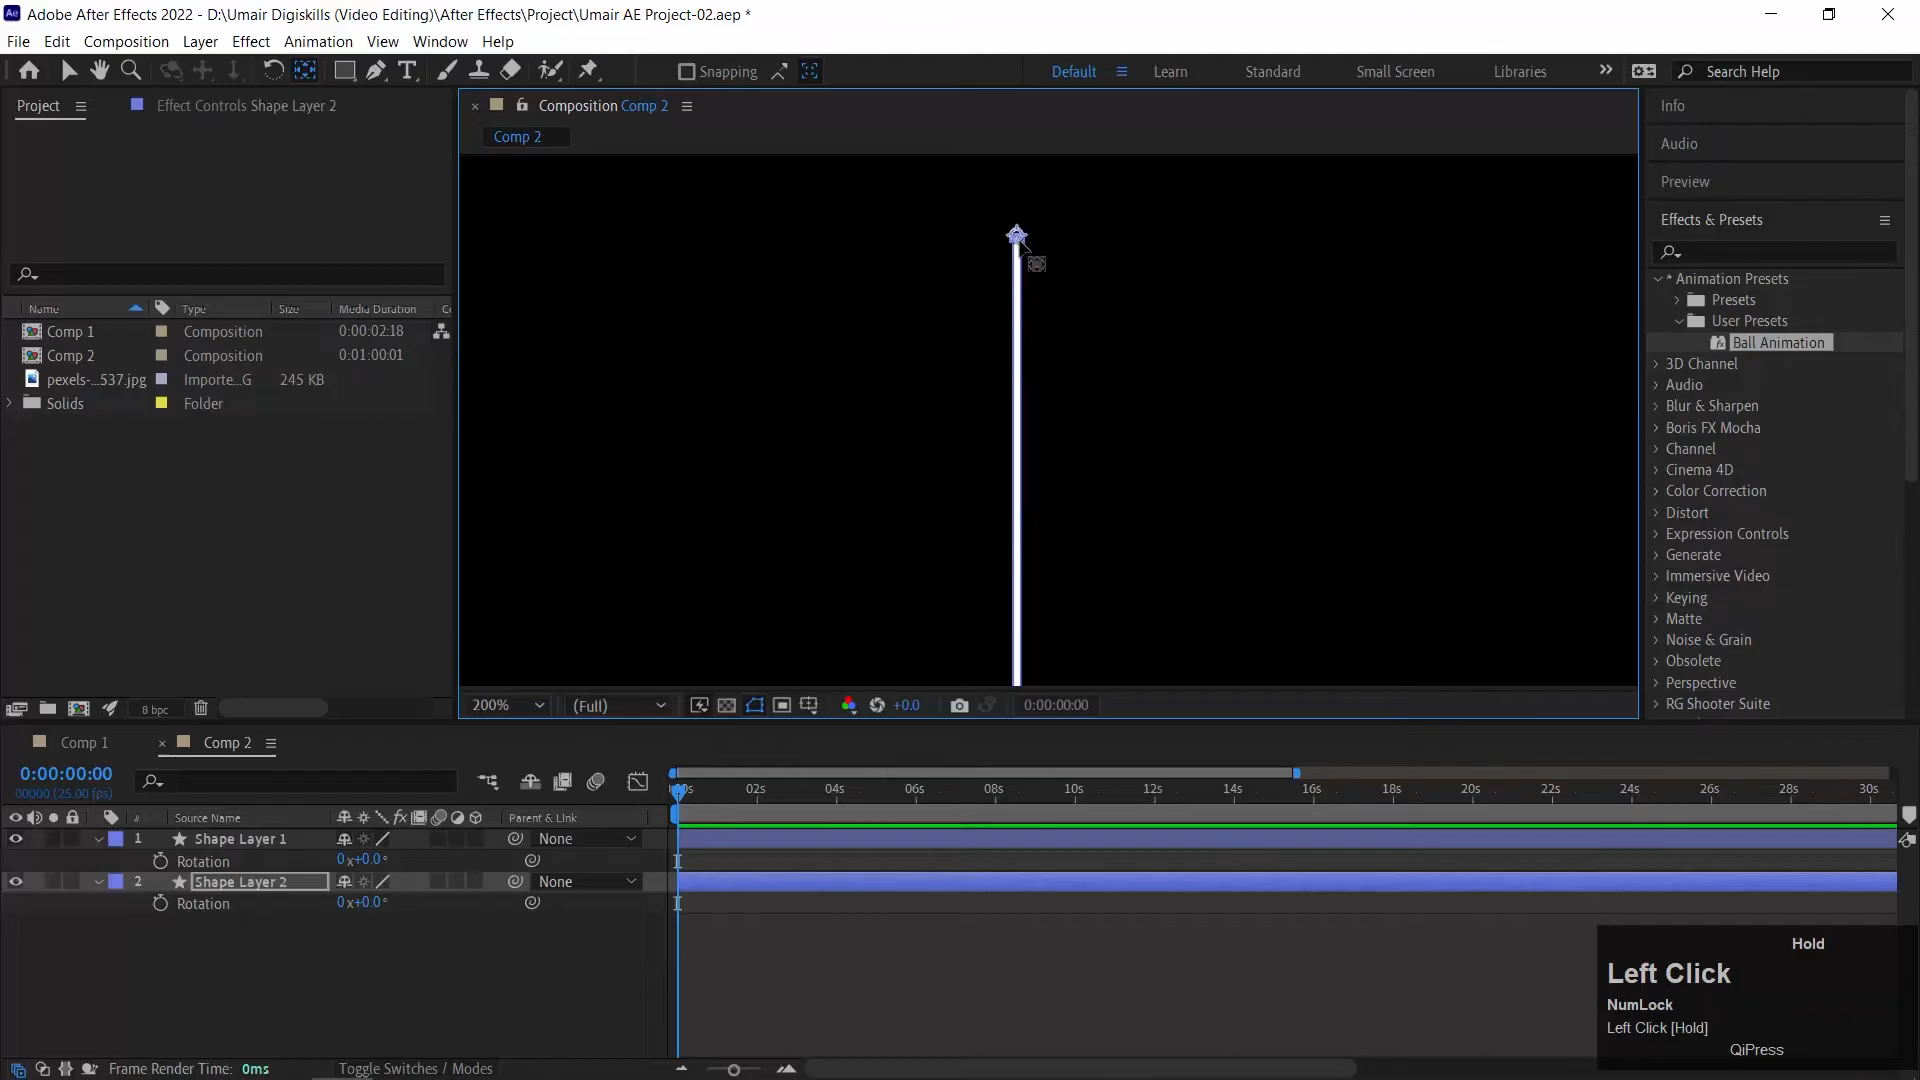 Adobe After Effects 2022 - D:\Umair Digiskills (Video Editing)\After Effects\Project\Umair AE Project-02.aep *
File Edit Composition Layer Effect Animation View Window Help
Snapping Default Learn Standard Small Screen Libraries Search Help
Project Effect Controls Shape Layer 2
Composition Comp 2
Comp 2
Name Type Size Media Duration
Comp 1 Composition 0:00:02:18
Comp 2 Composition 0:01:00:01
pexels-...537.jpg Importe...G 245 KB
Solids Folder
8 bpc
200% (Full) +0.0 0:00:00:00
Info
Audio
Preview
Effects & Presets
* Animation Presets
Presets
User Presets
Ball Animation
3D Channel
Audio
Blur & Sharpen
Boris FX Mocha
Channel
Cinema 4D
Color Correction
Distort
Expression Controls
Generate
Immersive Video
Keying
Matte
Noise & Grain
Obsolete
Perspective
RG Shooter Suite
Comp 1 Comp 2
0:00:00:00
00000 (25.00 fps)
02s 04s 06s 08s 10s 12s 14s 16s 18s 20s 22s 24s 26s 28s 30s
# Source Name Parent & Link
1 Shape Layer 1 None
Rotation 0x+0.0°
2 Shape Layer 2 None
Rotation 0x+0.0°
Frame Render Time: 0ms Toggle Switches / Modes
Hold
Left Click
NumLock
Left Click [Hold]
QiPress